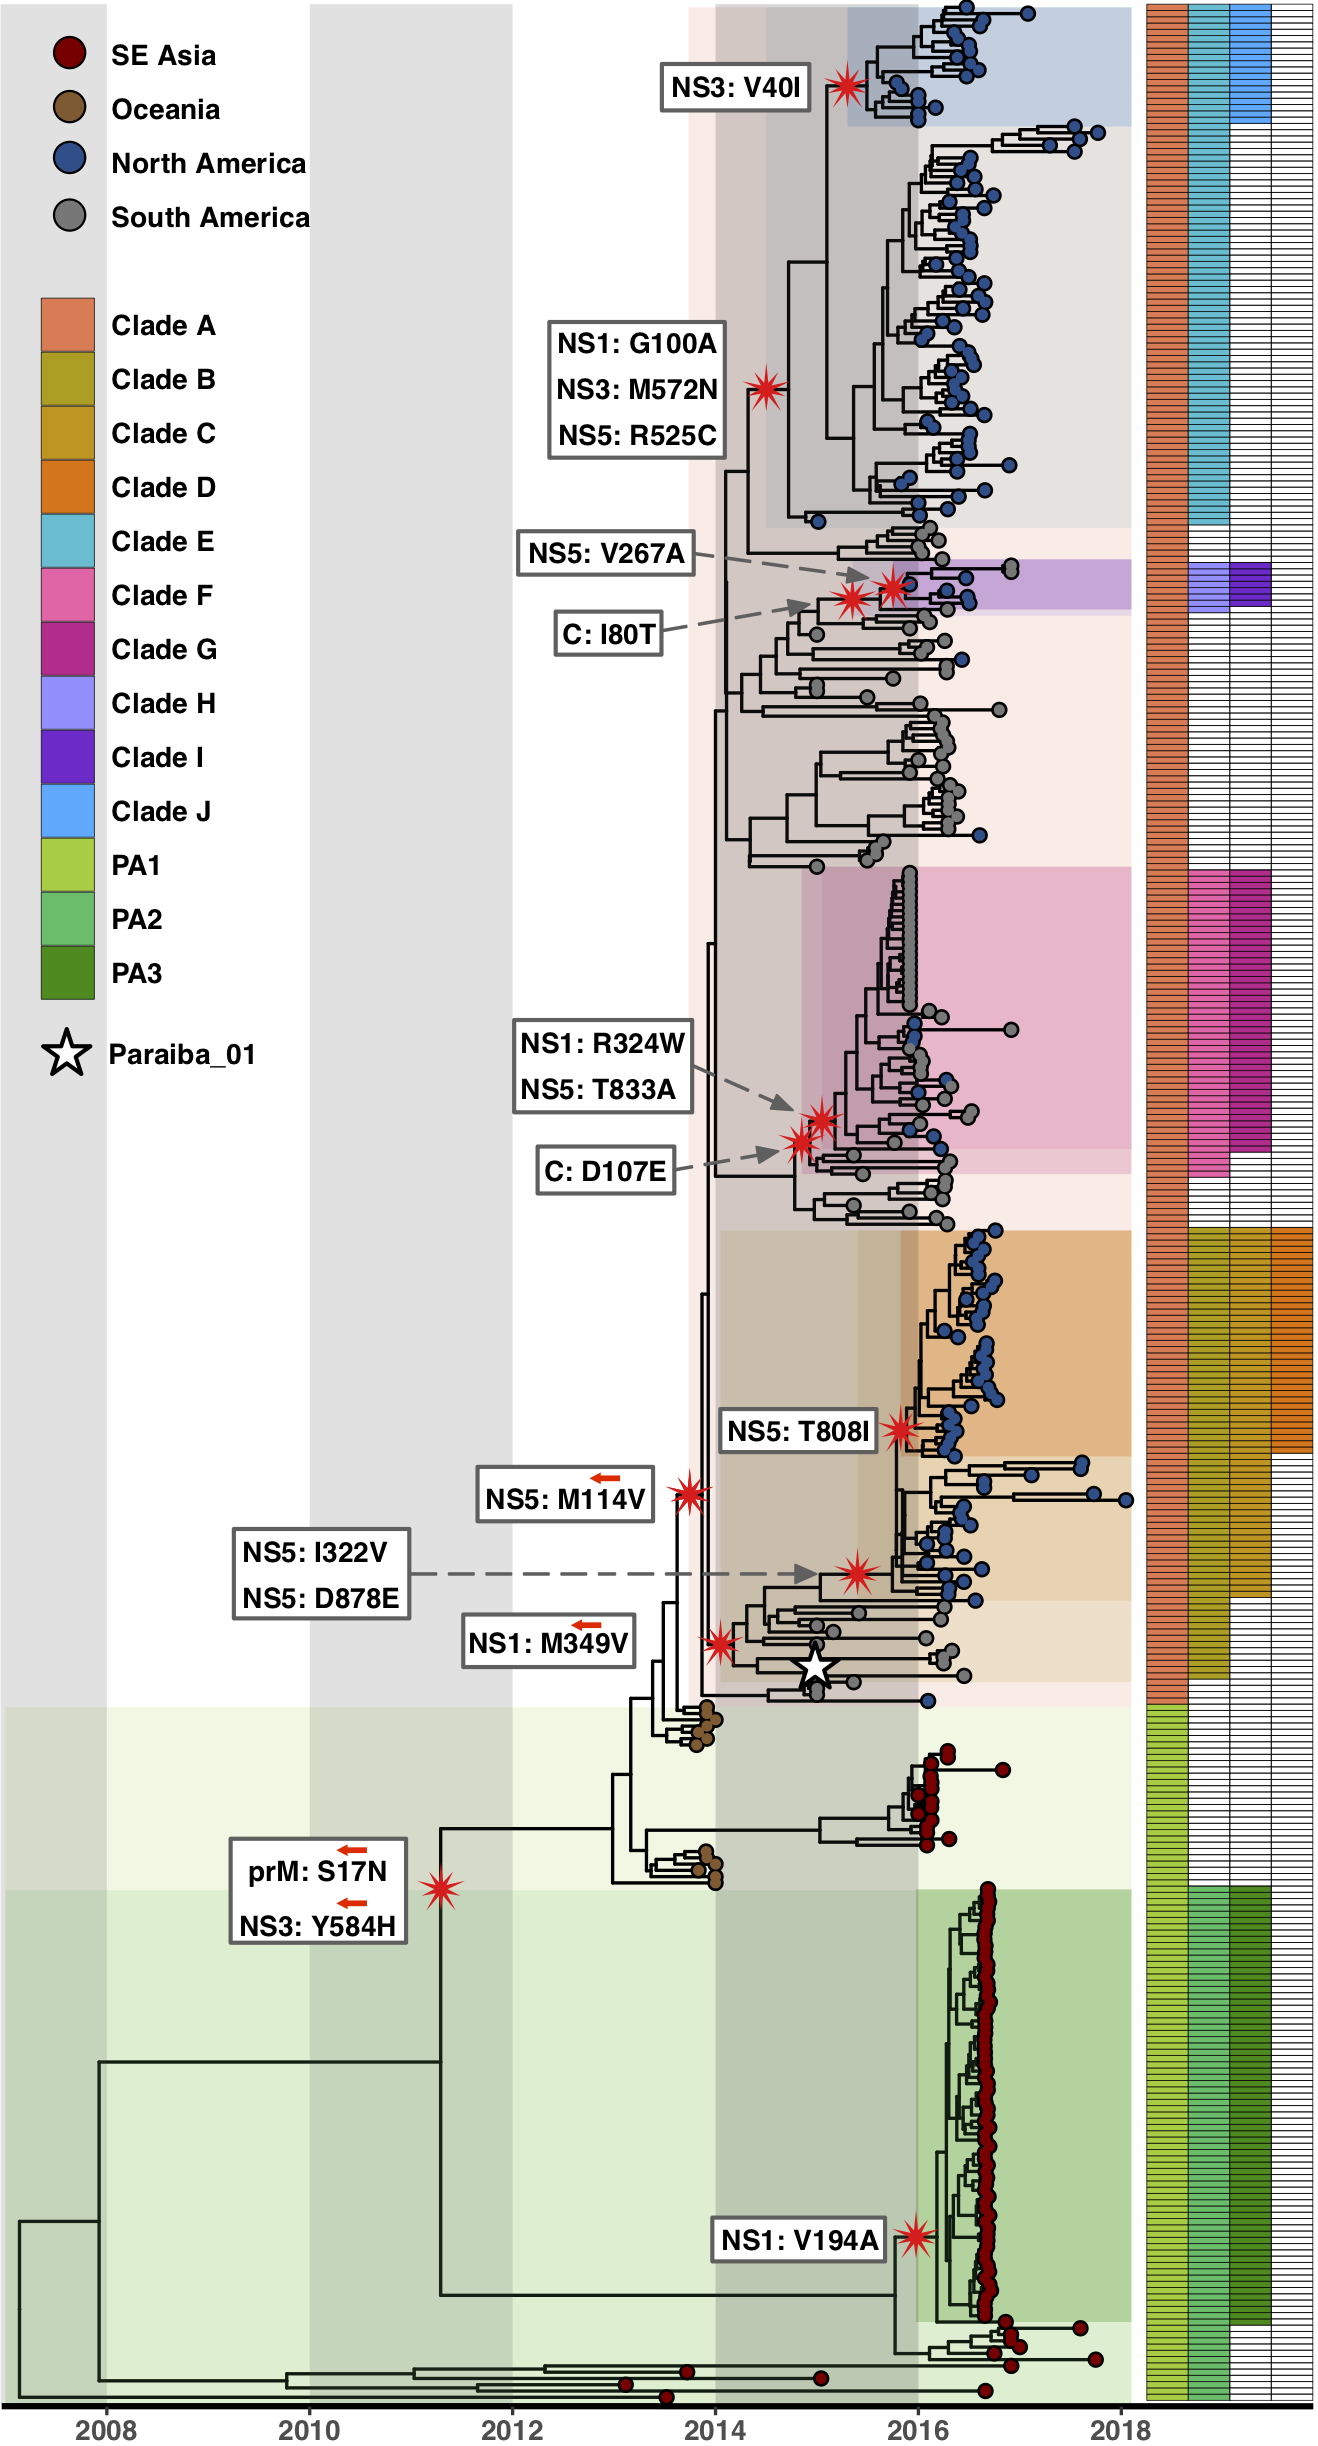 SE Asia
Oceania
North America
South America
Clade A
Clade B
Clade C
Clade D
Clade E
Clade F
Clade G
Clade H
Clade I
Clade J
PA1
PA2
PA3
Paraiba_01
NS3: V40I
NS1: G100A
NS3: M572N
NS5: R525C
NS5: V267A
C: I80T
NS1: R324W
NS5: T833A
C: D107E
NS5: T808I
NS5: M114V
NS5: I322V
NS5: D878E
NS1: M349V
prM: S17N
NS3: Y584H
NS1: V194A
2008 2010 2012 2014 2016 2018